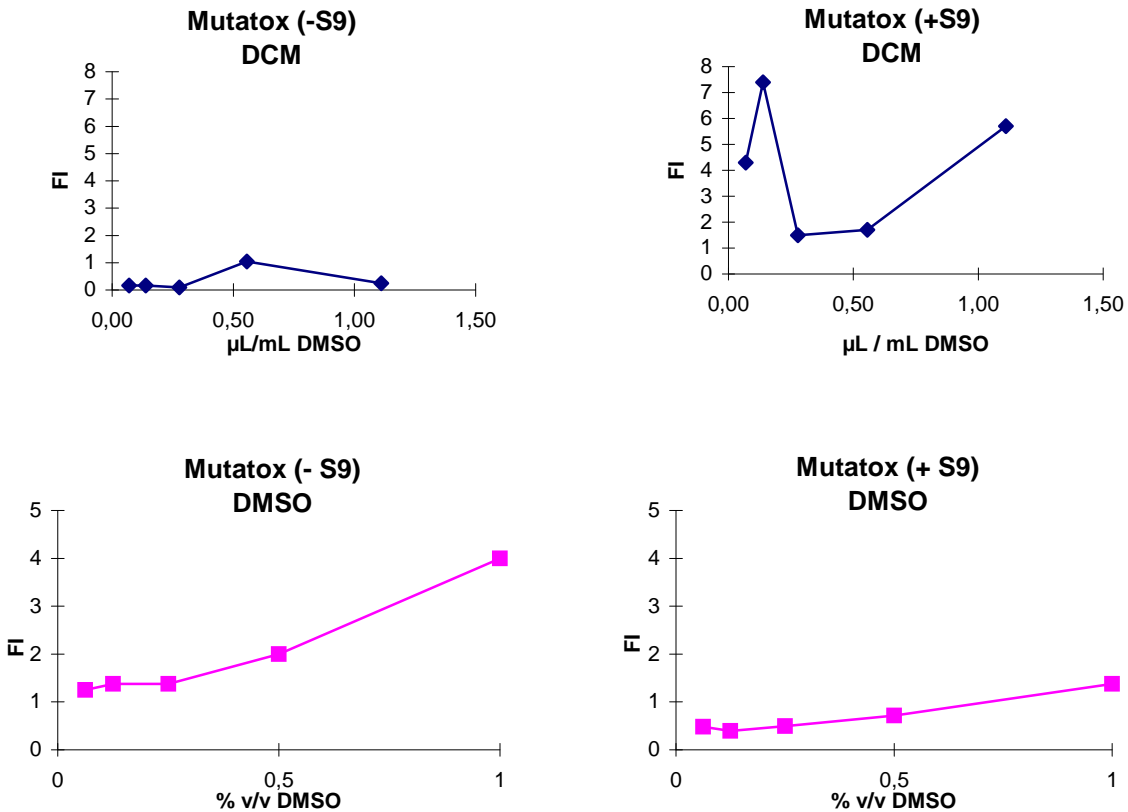 Mutatox (-S9)
DCM
8
7
6
5
4
3
2
1
0
FI
0,00 0,50 1,00 1,50
µL/mL DMSO
Mutatox (+S9)
DCM
8
7
6
5
4
3
2
1
0
FI
0,00 0,50 1,00 1,50
µL / mL DMSO
Mutatox (- S9)
DMSO
5
4
3
2
1
0
FI
0 0,5 1
% v/v DMSO
Mutatox (+ S9)
DMSO
5
4
3
2
1
0
FI
0 0,5 1
% v/v DMSO